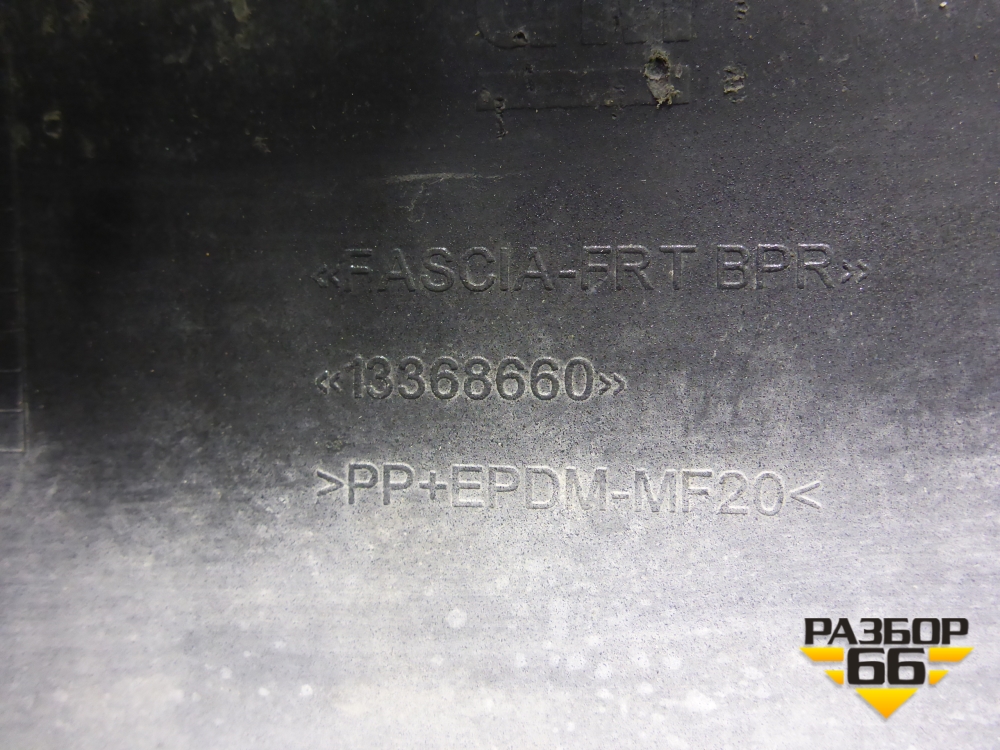 «FASCIA-FRT BPR»
«13368660»
>PP+EPDM-MF20<
РАЗБОР
66